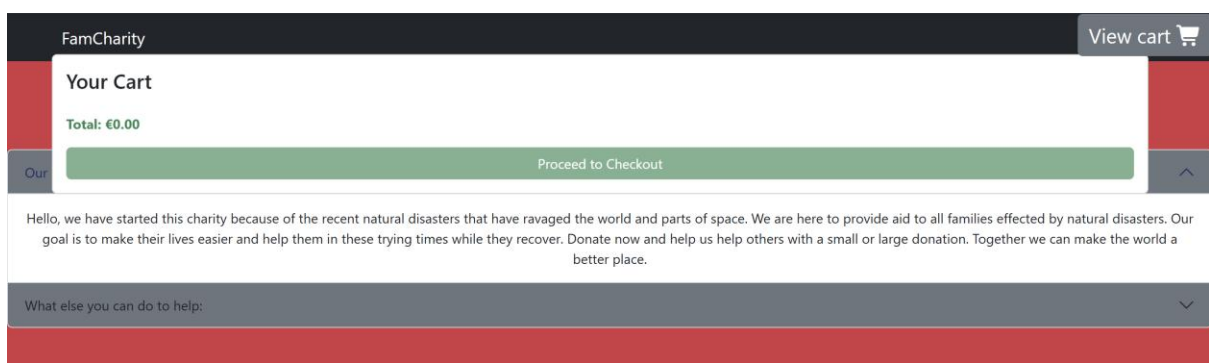 FamCharity
View cart
Your Cart
Total: €0.00
Proceed to Checkout
Our
Hello, we have started this charity because of the recent natural disasters that have ravaged the world and parts of space. We are here to provide aid to all families effected by natural disasters. Our
goal is to make their lives easier and help them in these trying times while they recover. Donate now and help us help others with a small or large donation. Together we can make the world a
better place.
What else you can do to help: